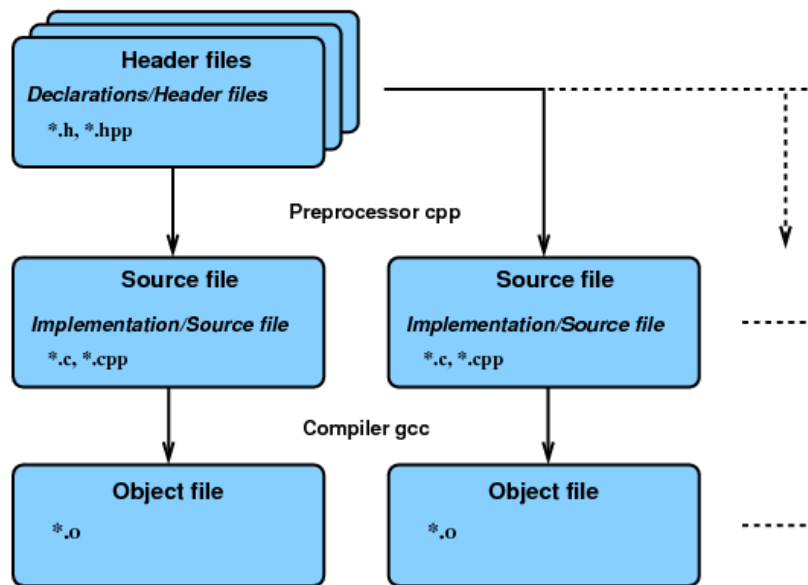 Header files
Declarations/Header files
*.h, *.hpp
Preprocessor cpp
Source file
Implementation/Source file
*.c, *.cpp
Source file
Implementation/Source file
*.c, *.cpp
Compiler gcc
Object file
*.o
Object file
*.o